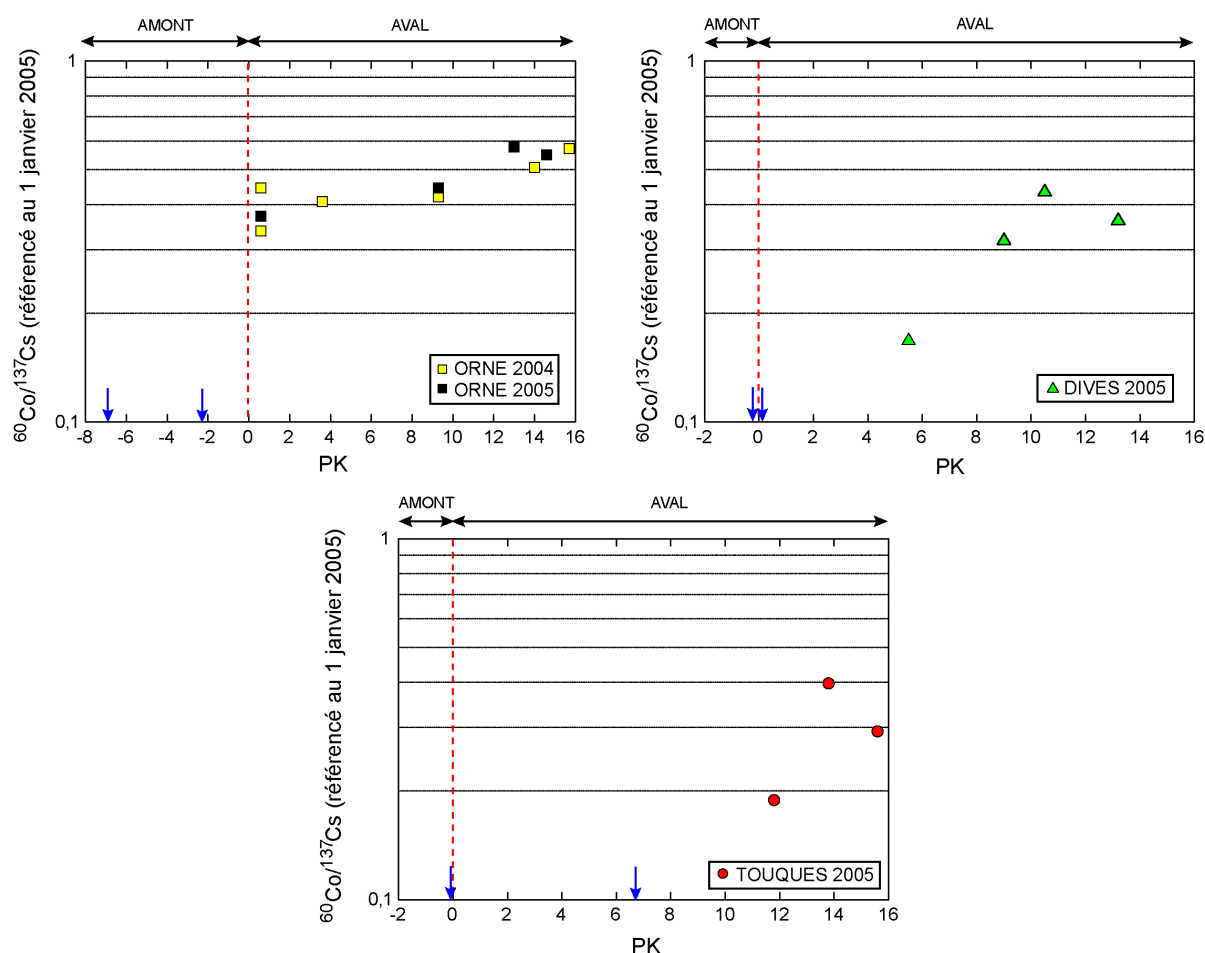 AMONT AVAL
⁶⁰Co/¹³⁷Cs (référencé au 1 janvier 2005)
1
0,1
-8 -6 -4 -2 0 2 4 6 8 10 12 14 16
PK
ORNE 2004
ORNE 2005
AMONT AVAL
⁶⁰Co/¹³⁷Cs (référencé au 1 janvier 2005)
1
0,1
-2 0 2 4 6 8 10 12 14 16
PK
DIVES 2005
AMONT AVAL
⁶⁰Co/¹³⁷Cs (référencé au 1 janvier 2005)
1
0,1
-2 0 2 4 6 8 10 12 14 16
PK
TOUQUES 2005